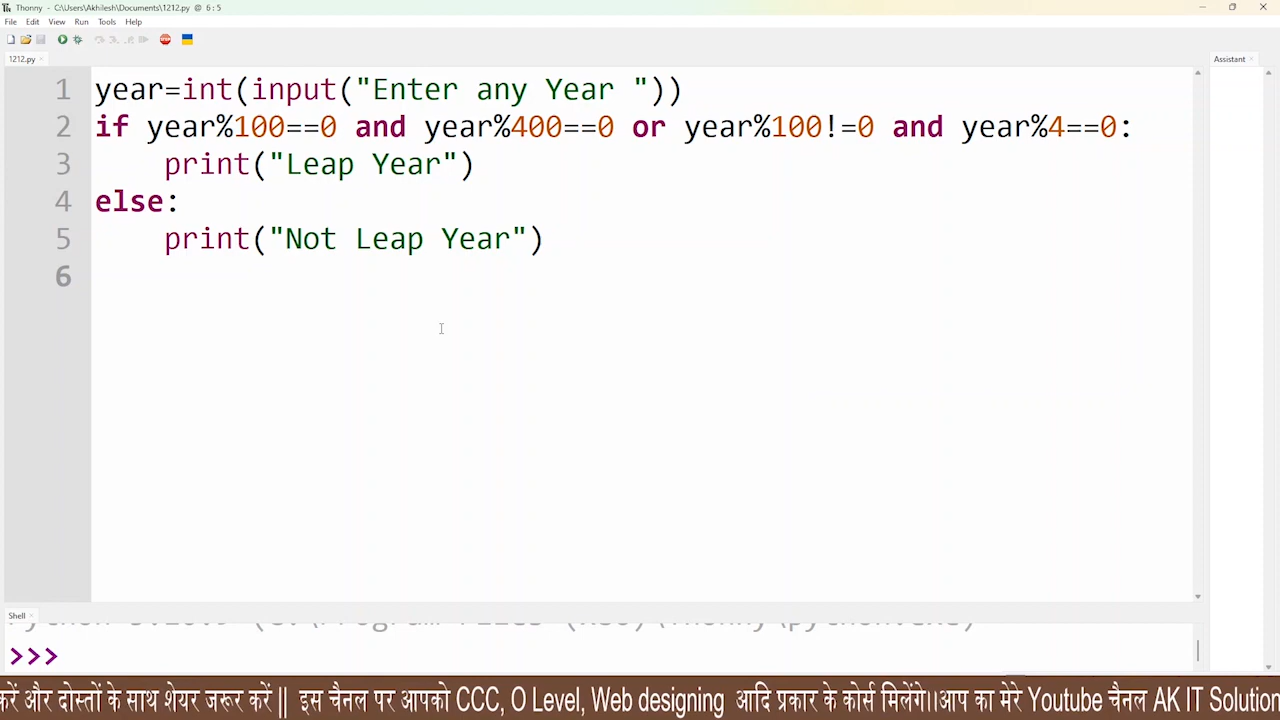 Thonny - C:\Users\Akhilesh\Documents\1212.py @ 6:5
File Edit View Run Tools Help
1212.py
Assistant
1 year=int(input("Enter any Year "))
2 if year%100==0 and year%400==0 or year%100!=0 and year%4==0:
3 print("Leap Year")
4 else:
5 print("Not Leap Year")
6
Shell
>>>
करें और दोस्तों के साथ शेयर जरूर करें || इस चैनल पर आपको CCC, O Level, Web designing आदि प्रकार के कोर्स मिलेंगे।।आप का मेरे Youtube चैनल AK IT Solution